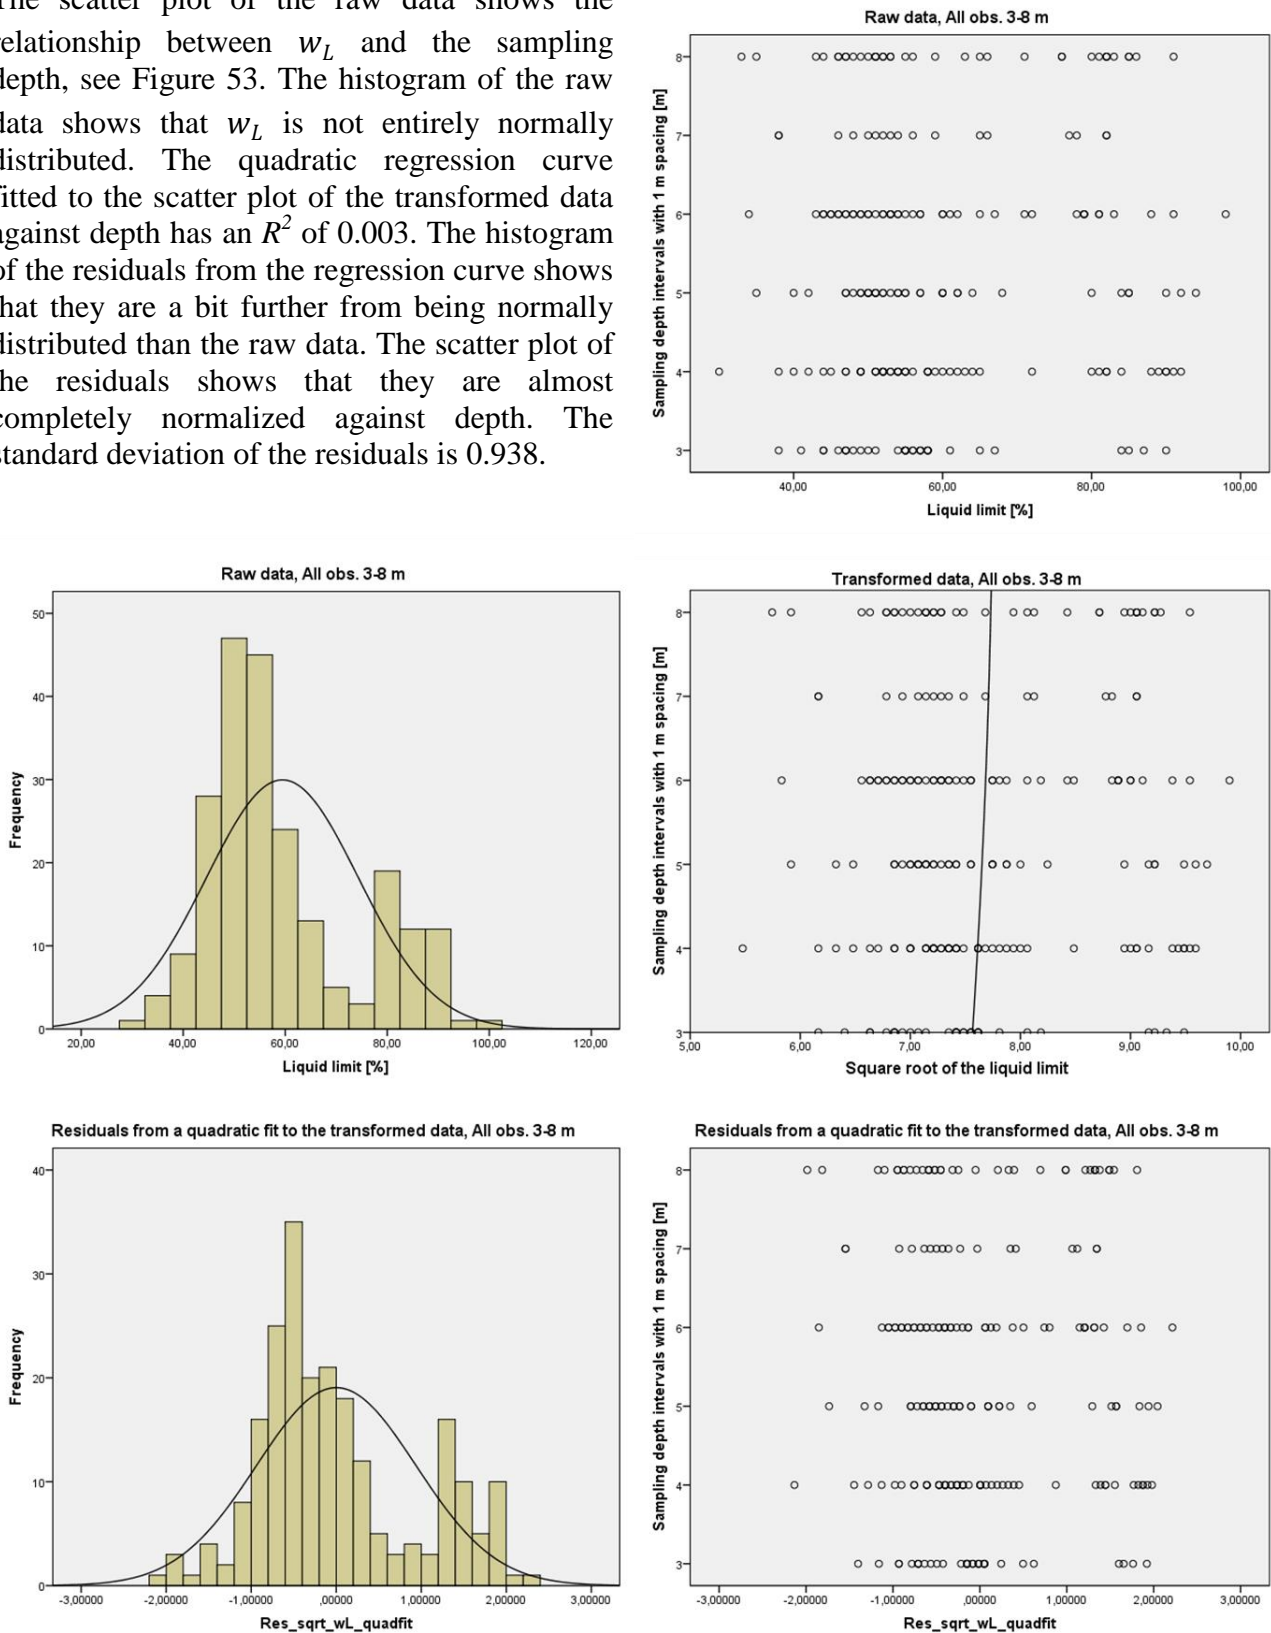 The scatter plot of the raw data shows the
relationship between w_L and the sampling
depth, see Figure 53. The histogram of the raw
data shows that w_L is not entirely normally
distributed. The quadratic regression curve
fitted to the scatter plot of the transformed data
against depth has an R² of 0.003. The histogram
of the residuals from the regression curve shows
that they are a bit further from being normally
distributed than the raw data. The scatter plot of
the residuals shows that they are almost
completely normalized against depth. The
standard deviation of the residuals is 0.938.
Raw data, All obs. 3-8 m
Sampling depth intervals with 1 m spacing [m]
8
7
6
5
4
3
40,00 60,00 80,00 100,00
Liquid limit [%]
Raw data, All obs. 3-8 m
Frequency
50
40
30
20
10
0
20,00 40,00 60,00 80,00 100,00 120,00
Liquid limit [%]
Transformed data, All obs. 3-8 m
Sampling depth intervals with 1 m spacing [m]
8
7
6
5
4
3
5,00 6,00 7,00 8,00 9,00 10,00
Square root of the liquid limit
Residuals from a quadratic fit to the transformed data, All obs. 3-8 m
Frequency
40
30
20
10
0
-3,00000 -2,00000 -1,00000 ,00000 1,00000 2,00000 3,00000
Res_sqrt_wL_quadfit
Residuals from a quadratic fit to the transformed data, All obs. 3-8 m
Sampling depth intervals with 1 m spacing [m]
8
7
6
5
4
3
-3,00000 -2,00000 -1,00000 ,00000 1,00000 2,00000 3,00000
Res_sqrt_wL_quadfit